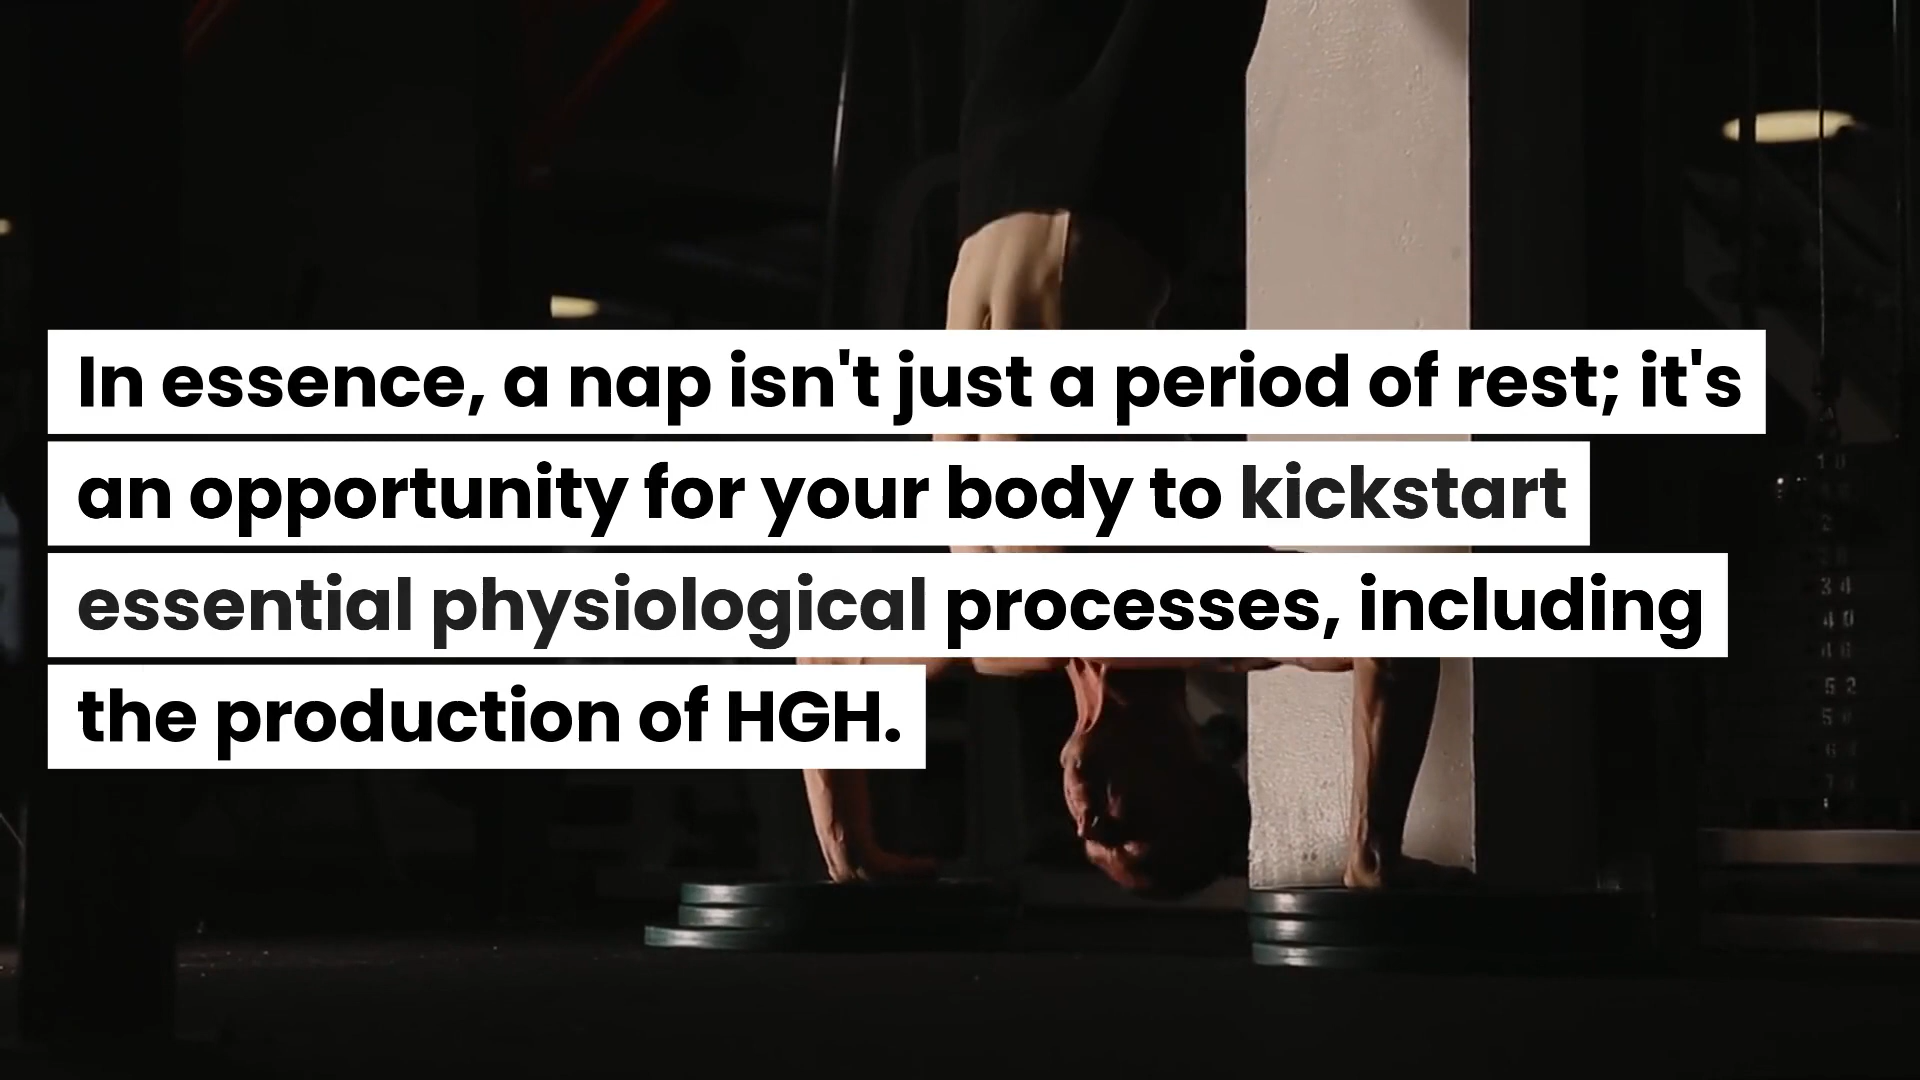 In essence, a nap isn't just a period of rest; it's
an opportunity for your body to kickstart
essential physiological processes, including
the production of HGH.